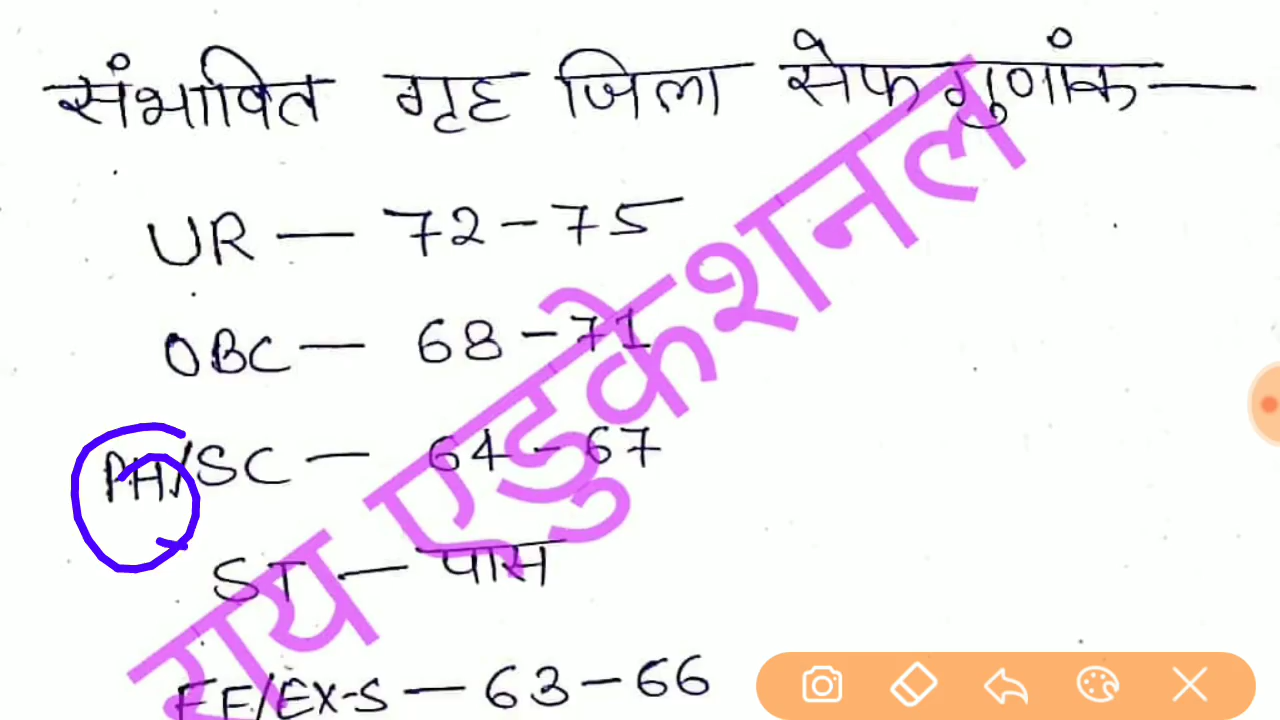 संभावित गृह जिला सेफ गुणांक—
UR — 72-75
OBC — 68-71
PH/SC — 64-67
ST — पास
FF/EX-S — 63-66
राय एडुकेशनल